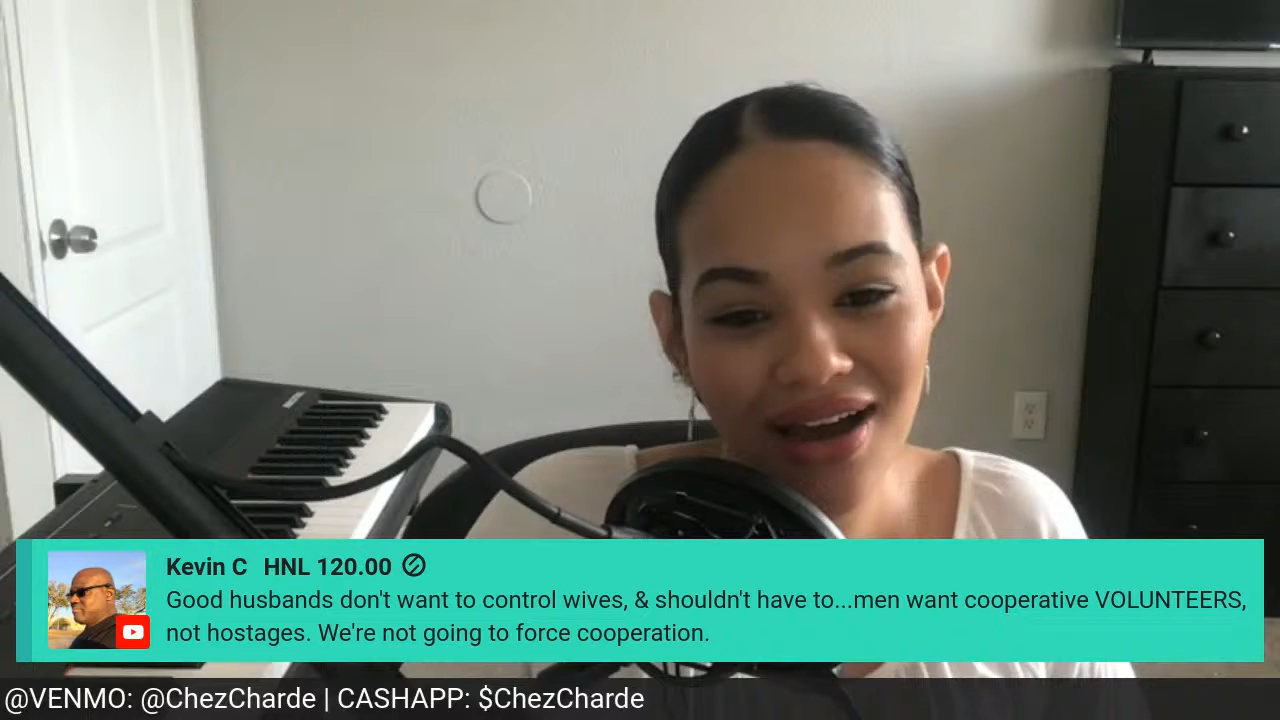 Kevin C HNL 120.00
Good husbands don't want to control wives, & shouldn't have to...men want cooperative VOLUNTEERS,
not hostages. We're not going to force cooperation.
@VENMO: @ChezCharde | CASHAPP: $ChezCharde